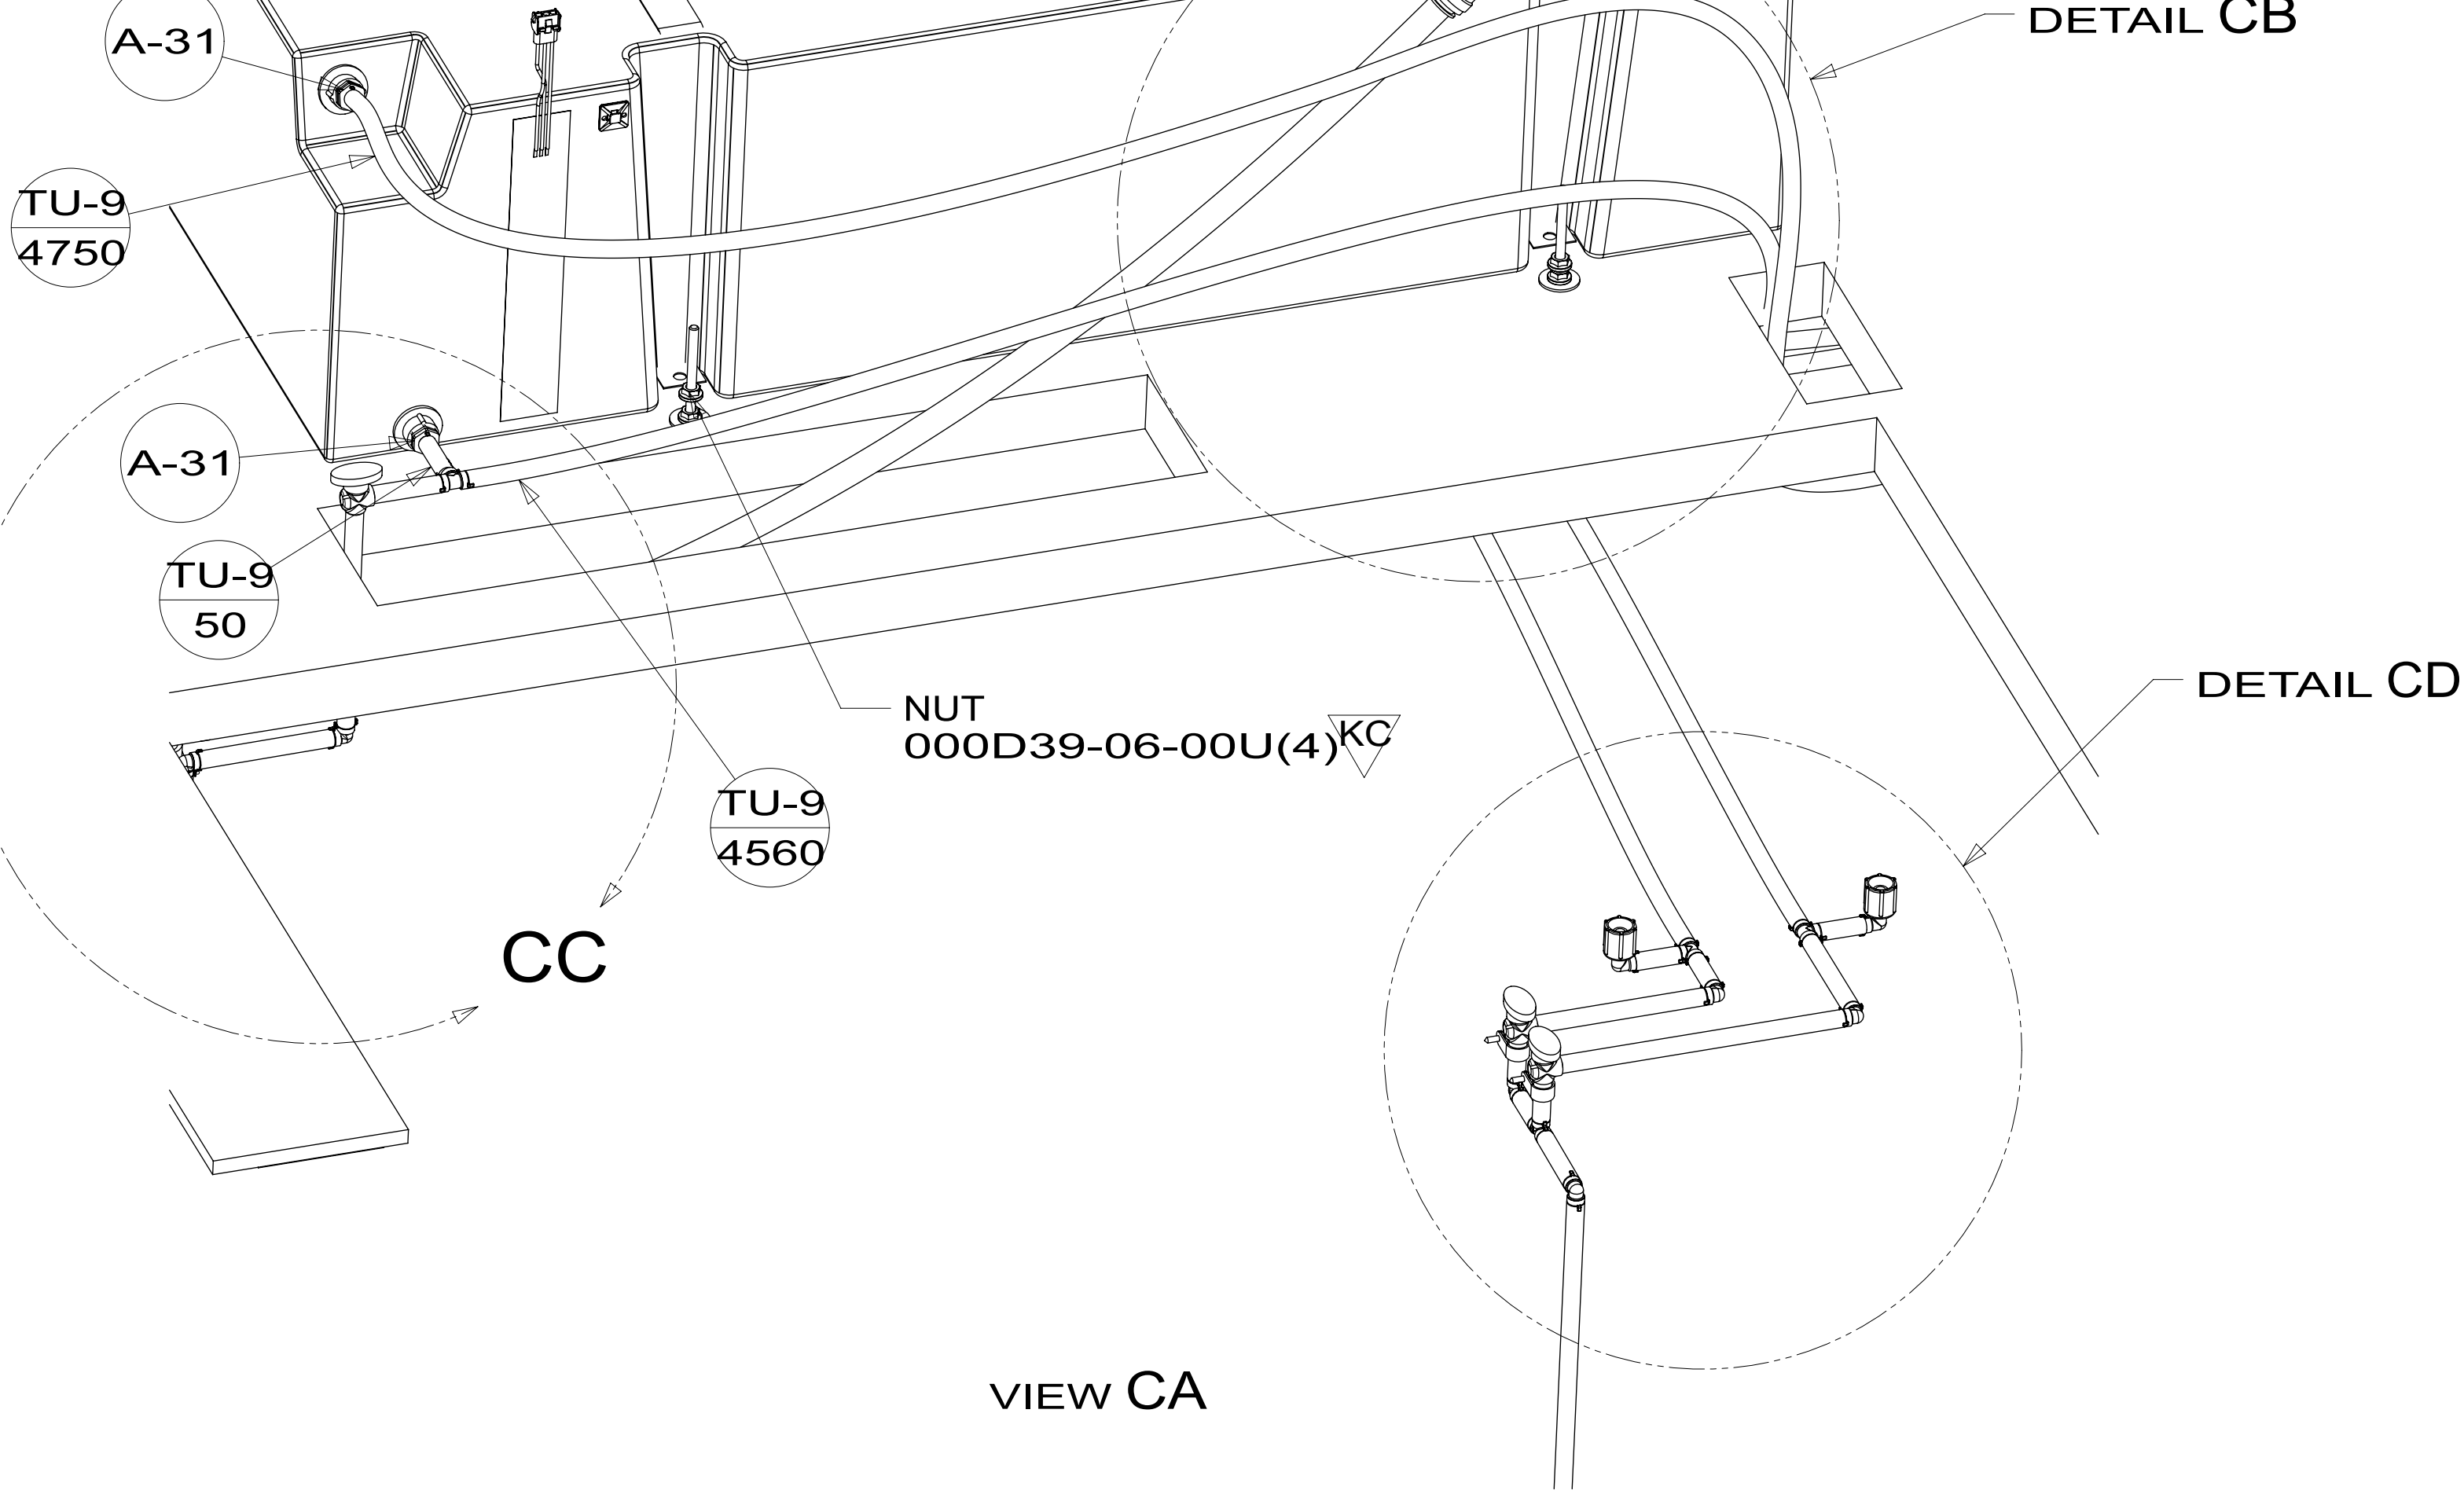 DETAIL CB
A-31
TU-9
4750
A-31
TU-9
50
NUT
000D39-06-00U(4)
KC
DETAIL CD
TU-9
4560
CC
VIEW CA